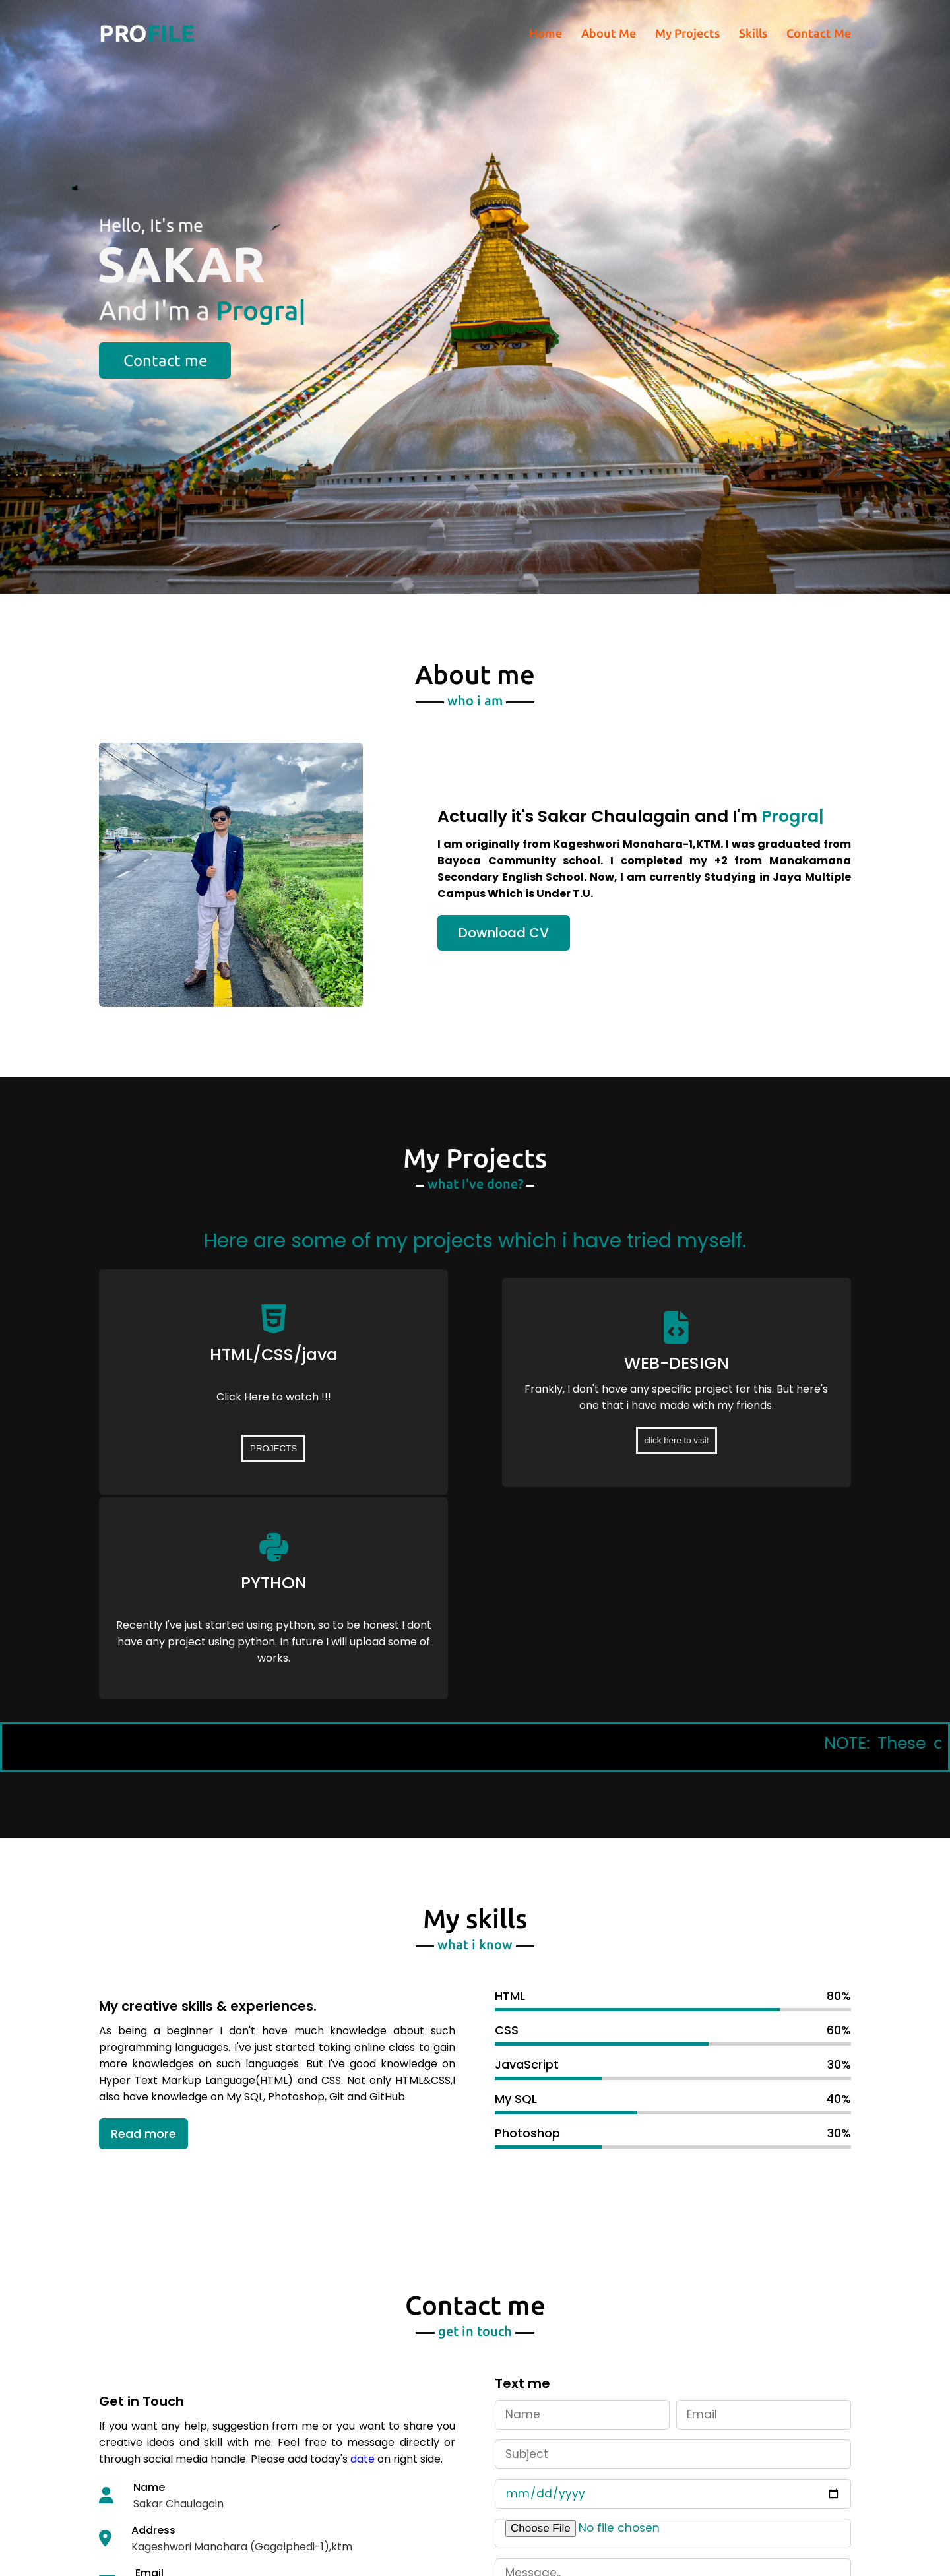 PROFILE
Home About Me My Projects Skills Contact Me
Hello, It's me
SAKAR
And I'm a Progra|
Contact me
About me
who i am
Actually it's Sakar Chaulagain and I'm Progra|
I am originally from Kageshwori Monahara-1,KTM. I was graduated from
Bayoca Community school. I completed my +2 from Manakamana
Secondary English School. Now, I am currently Studying in Jaya Multiple
Campus Which is Under T.U.
Download CV
My Projects
what I've done?
Here are some of my projects which i have tried myself.
HTML/CSS/java
Click Here to watch !!!
PROJECTS
WEB-DESIGN
Frankly, I don't have any specific project for this. But here's
one that i have made with my friends.
click here to visit
PYTHON
Recently I've just started using python, so to be honest I dont
have any project using python. In future I will upload some of
works.
NOTE: These c
My skills
what i know
My creative skills & experiences.
As being a beginner I don't have much knowledge about such
programming languages. I've just started taking online class to gain
more knowledges on such languages. But I've good knowledge on
Hyper Text Markup Language(HTML) and CSS. Not only HTML&CSS,I
also have knowledge on My SQL, Photoshop, Git and GitHub.
Read more
HTML 80%
CSS 60%
JavaScript 30%
My SQL 40%
Photoshop 30%
Contact me
get in touch
Get in Touch
If you want any help, suggestion from me or you want to share you
creative ideas and skill with me. Feel free to message directly or
through social media handle. Please add today's date on right side.
Name
Sakar Chaulagain
Address
Kageshwori Manohara (Gagalphedi-1),ktm
Email
Text me
Name Email
Subject
mm/dd/yyyy
Choose File No file chosen
Message..